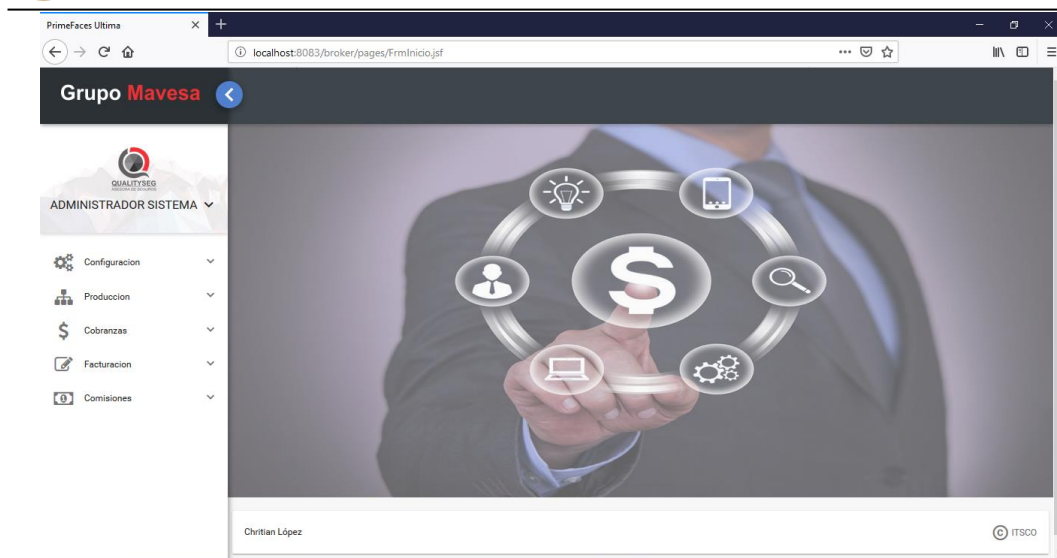 PrimeFaces Ultima
localhost:8083/broker/pages/FrmInicio.jsf
Grupo Mavesa
QUALITYSEG
ADMINISTRADOR SISTEMA
Configuracion
Produccion
$ Cobranzas
Facturacion
Comisiones
$
Chritian López
© ITSCO